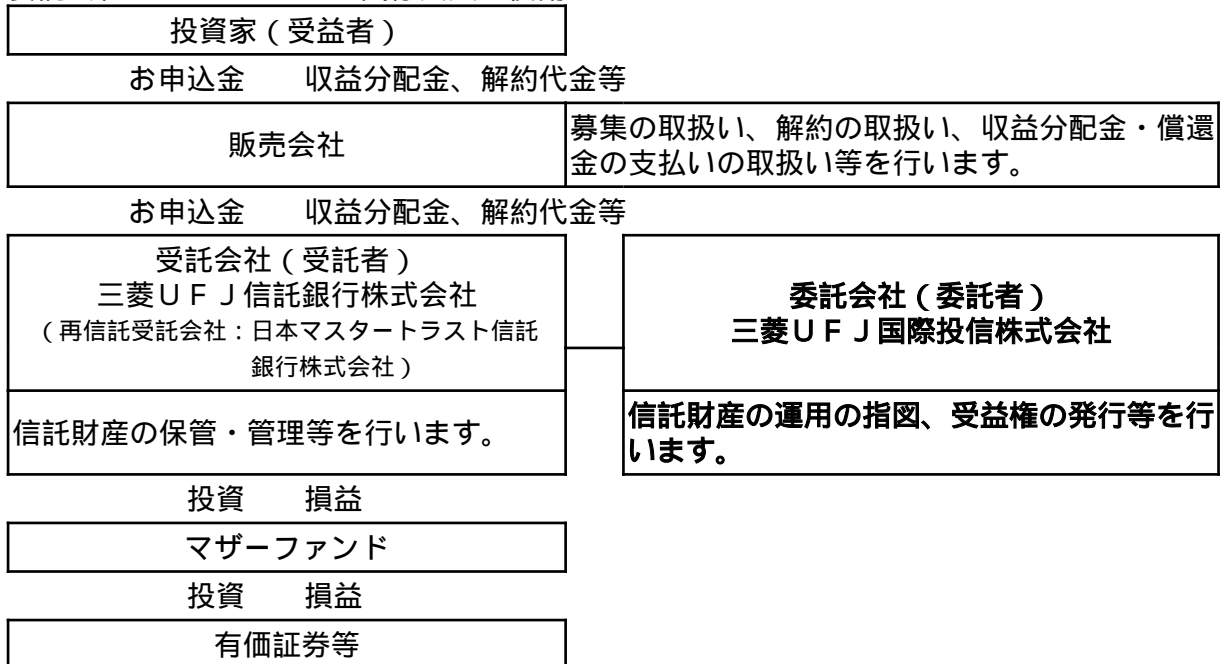 投資家（受益者）
お申込金　　収益分配金、解約代金等
販売会社
募集の取扱い、解約の取扱い、収益分配金・償還
金の支払いの取扱い等を行います。
お申込金　　収益分配金、解約代金等
受託会社（受託者）
三菱ＵＦＪ信託銀行株式会社
（再信託受託会社：日本マスタートラスト信託
銀行株式会社）
委託会社（委託者）
三菱ＵＦＪ国際投信株式会社
信託財産の保管・管理等を行います。
信託財産の運用の指図、受益権の発行等を行
います。
投資　　損益
マザーファンド
投資　　損益
有価証券等